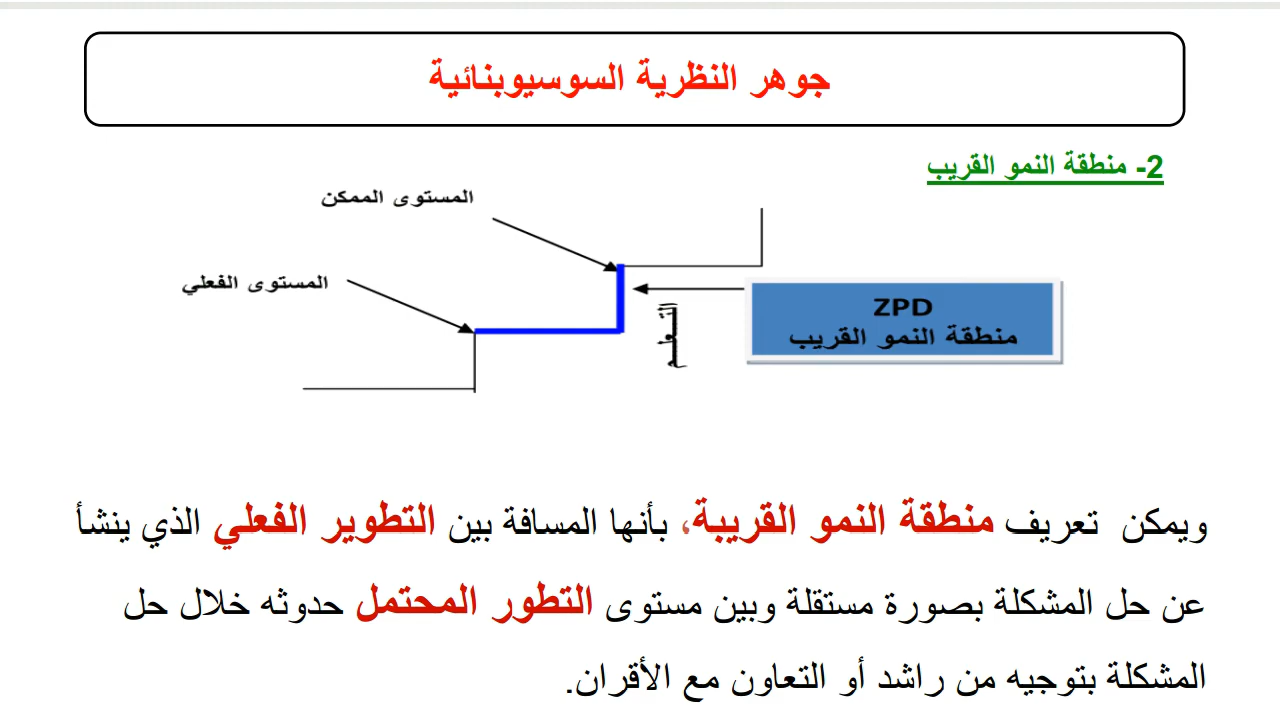 جوهر النظرية السوسيوبنائية
2- منطقة النمو القريب
المستوى الممكن
المستوى الفعلي
التعلم
ZPD
منطقة النمو القريب
ويمكن تعريف منطقة النمو القريبة، بأنها المسافة بين التطوير الفعلي الذي ينشأ
عن حل المشكلة بصورة مستقلة وبين مستوى التطور المحتمل حدوثه خلال حل
المشكلة بتوجيه من راشد أو التعاون مع الأقران.